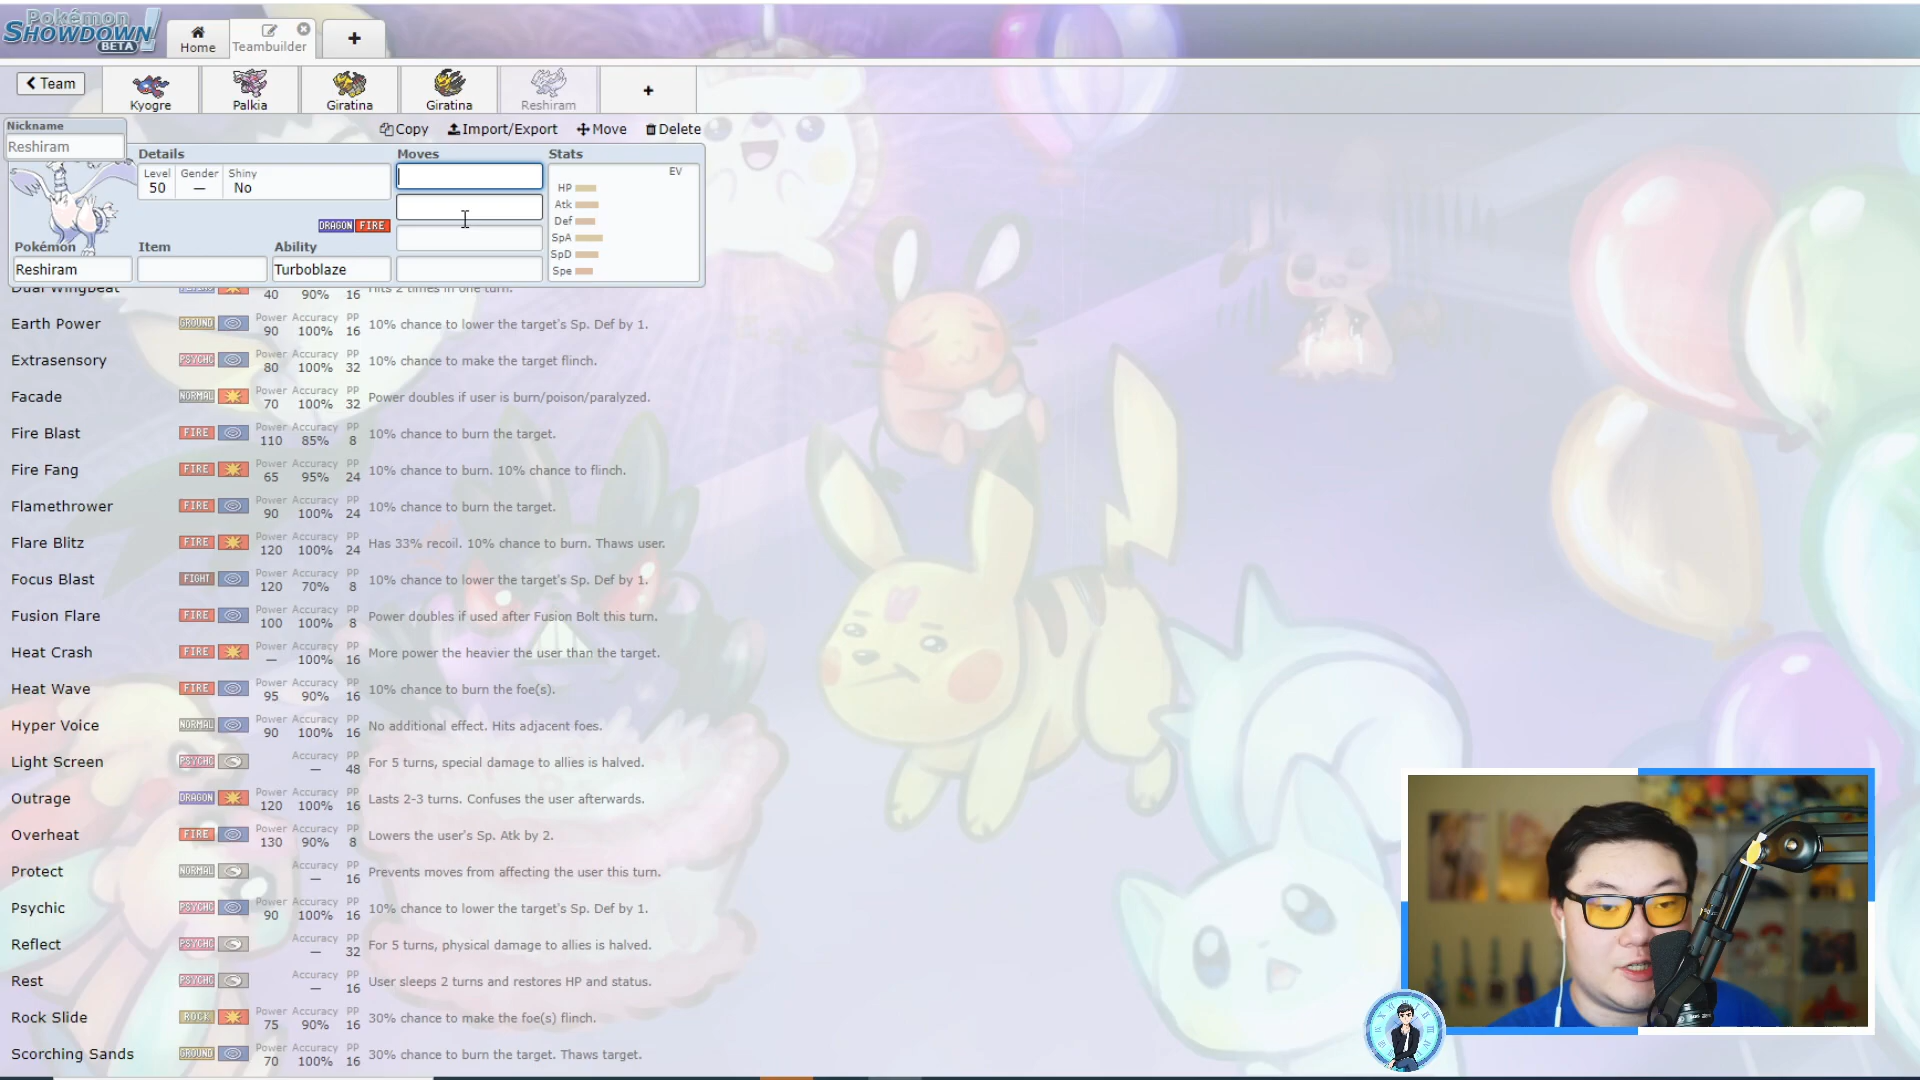 Pokémon
SHOWDOWN!
BETA
Home
Teambuilder
+
< Team
Kyogre
Palkia
Giratina
Giratina
Reshiram
+
Nickname
Reshiram
Copy
Import/Export
Move
Delete
Details
Moves
Stats
Level
50
Gender
—
Shiny
No
EV
HP
Atk
Def
SpA
SpD
Spe
DRAGON FIRE
Pokémon
Item
Ability
Reshiram
Turboblaze
Dual Wingbeat 40 90% 16 Hits 2 times in one turn.
Earth Power GROUND Power 90 Accuracy 100% PP 16 10% chance to lower the target's Sp. Def by 1.
Extrasensory PSYCHC Power 80 Accuracy 100% PP 32 10% chance to make the target flinch.
Facade NORMAL Power 70 Accuracy 100% PP 32 Power doubles if user is burn/poison/paralyzed.
Fire Blast FIRE Power 110 Accuracy 85% PP 8 10% chance to burn the target.
Fire Fang FIRE Power 65 Accuracy 95% PP 24 10% chance to burn. 10% chance to flinch.
Flamethrower FIRE Power 90 Accuracy 100% PP 24 10% chance to burn the target.
Flare Blitz FIRE Power 120 Accuracy 100% PP 24 Has 33% recoil. 10% chance to burn. Thaws user.
Focus Blast FIGHT Power 120 Accuracy 70% PP 8 10% chance to lower the target's Sp. Def by 1.
Fusion Flare FIRE Power 100 Accuracy 100% PP 8 Power doubles if used after Fusion Bolt this turn.
Heat Crash FIRE Power — Accuracy 100% PP 16 More power the heavier the user than the target.
Heat Wave FIRE Power 95 Accuracy 90% PP 16 10% chance to burn the foe(s).
Hyper Voice NORMAL Power 90 Accuracy 100% PP 16 No additional effect. Hits adjacent foes.
Light Screen PSYCHC Accuracy — PP 48 For 5 turns, special damage to allies is halved.
Outrage DRAGON Power 120 Accuracy 100% PP 16 Lasts 2-3 turns. Confuses the user afterwards.
Overheat FIRE Power 130 Accuracy 90% PP 8 Lowers the user's Sp. Atk by 2.
Protect NORMAL Accuracy — PP 16 Prevents moves from affecting the user this turn.
Psychic PSYCHC Power 90 Accuracy 100% PP 16 10% chance to lower the target's Sp. Def by 1.
Reflect PSYCHC Accuracy — PP 32 For 5 turns, physical damage to allies is halved.
Rest PSYCHC Accuracy — PP 16 User sleeps 2 turns and restores HP and status.
Rock Slide ROCK Power 75 Accuracy 90% PP 16 30% chance to make the foe(s) flinch.
Scorching Sands GROUND Power 70 Accuracy 100% PP 16 30% chance to burn the target. Thaws target.